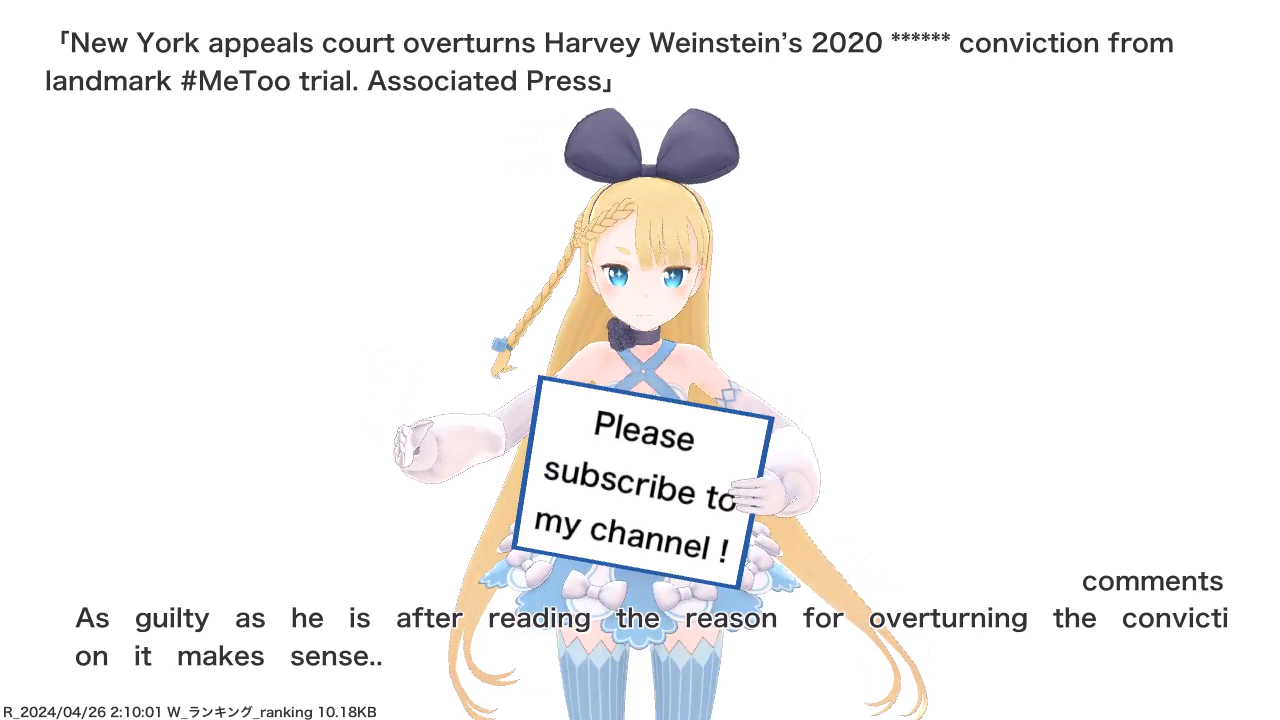 「New York appeals court overturns Harvey Weinstein's 2020 ****** conviction from
landmark #MeToo trial. Associated Press」
Please
subscribe to
my channel !
comments
As guilty as he is after reading the reason for overturning the convicti
on it makes sense..
R_2024/04/26 2:10:01 W_ランキング_ranking 10.18KB